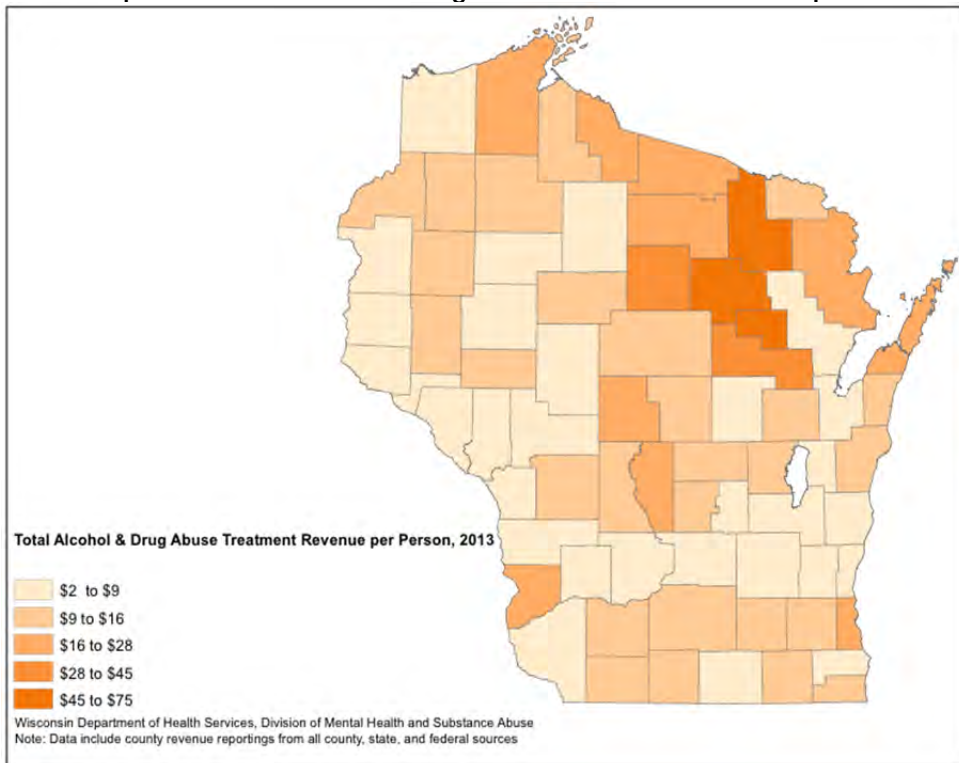 Total Alcohol & Drug Abuse Treatment Revenue per Person, 2013
$2 to $9
$9 to $16
$16 to $28
$28 to $45
$45 to $75
Wisconsin Department of Health Services, Division of Mental Health and Substance Abuse
Note: Data include county revenue reportings from all county, state, and federal sources